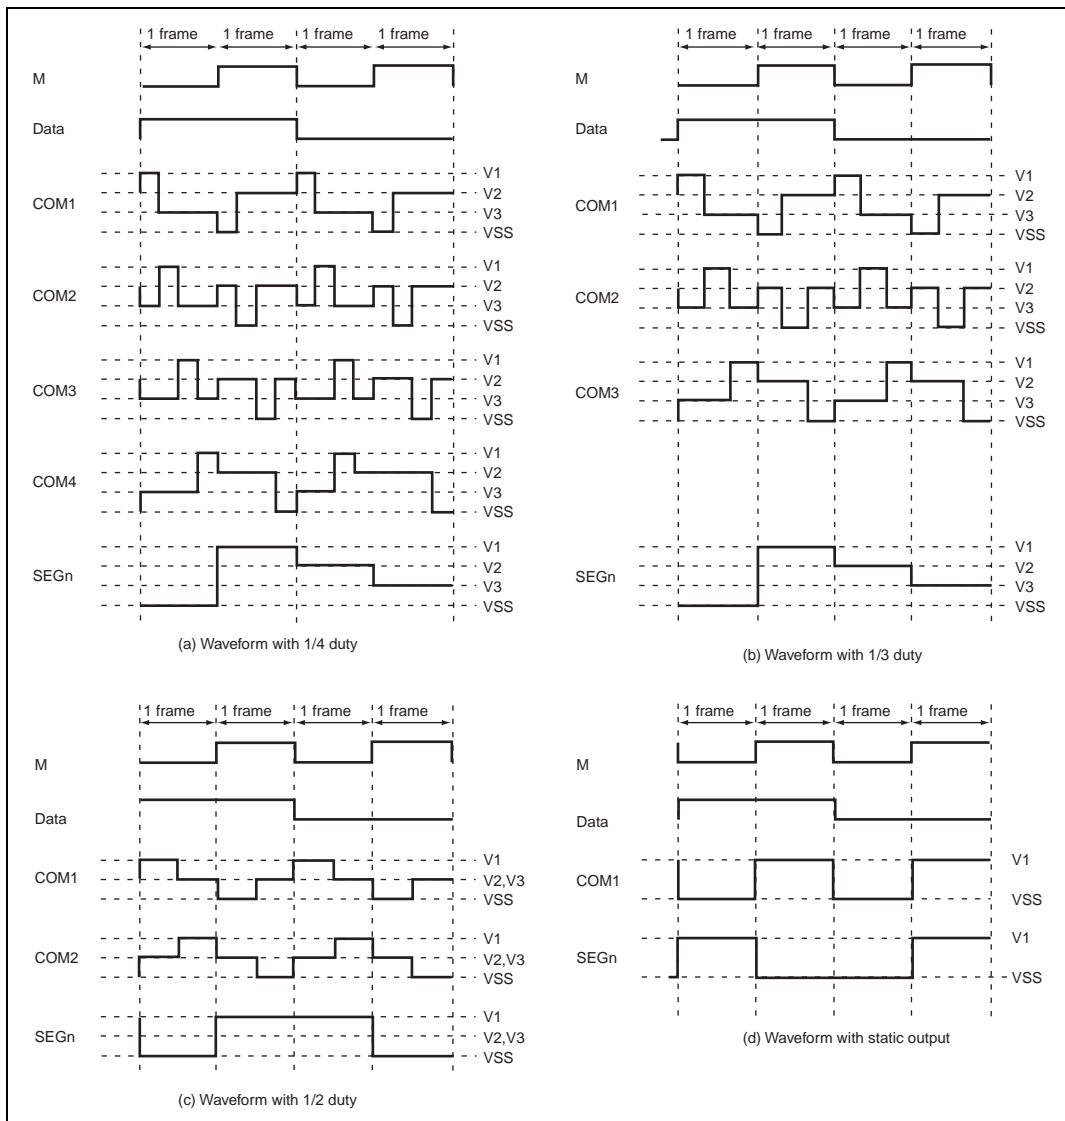 1 frame 1 frame 1 frame 1 frame
M
Data
COM1
V1
V2
V3
VSS
COM2
V1
V2
V3
VSS
COM3
V1
V2
V3
VSS
COM4
V1
V2
V3
VSS
SEGn
V1
V2
V3
VSS
(a) Waveform with 1/4 duty
1 frame 1 frame 1 frame 1 frame
M
Data
COM1
V1
V2
V3
VSS
COM2
V1
V2
V3
VSS
COM3
V1
V2
V3
VSS
SEGn
V1
V2
V3
VSS
(b) Waveform with 1/3 duty
1 frame 1 frame 1 frame 1 frame
M
Data
COM1
V1
V2,V3
VSS
COM2
V1
V2,V3
VSS
SEGn
V1
V2,V3
VSS
(c) Waveform with 1/2 duty
1 frame 1 frame 1 frame 1 frame
M
Data
COM1
V1
VSS
SEGn
V1
VSS
(d) Waveform with static output